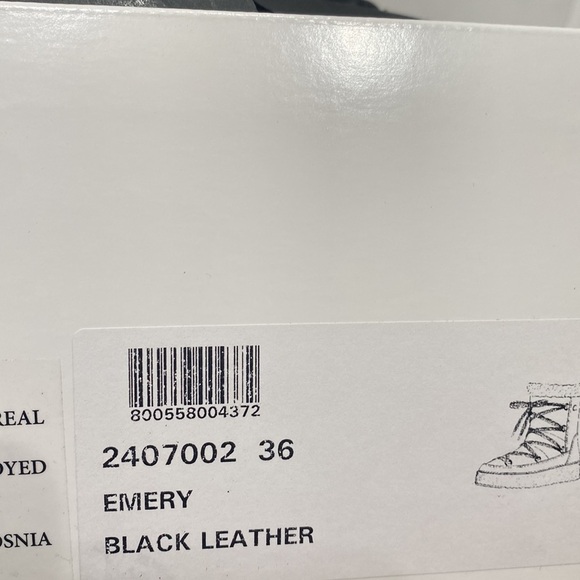 REAL
OYED
OSNIA
800558004372
2407002 36
EMERY
BLACK LEATHER